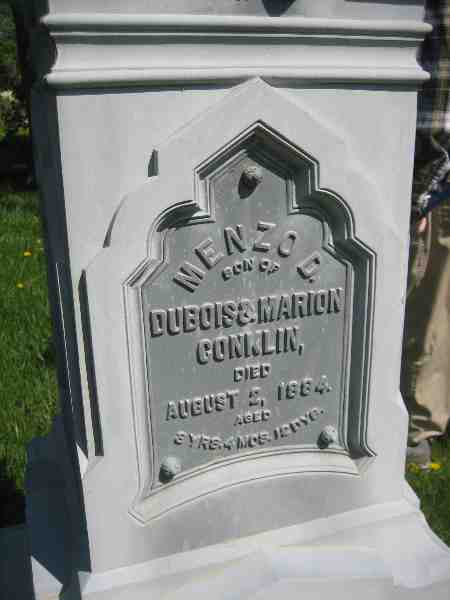 MENZO D.
SON OF
DUBOIS & MARION
CONKLIN,
DIED
AUGUST 2, 1884.
AGED
3 YRS. 4 MOS. 12 DYS.